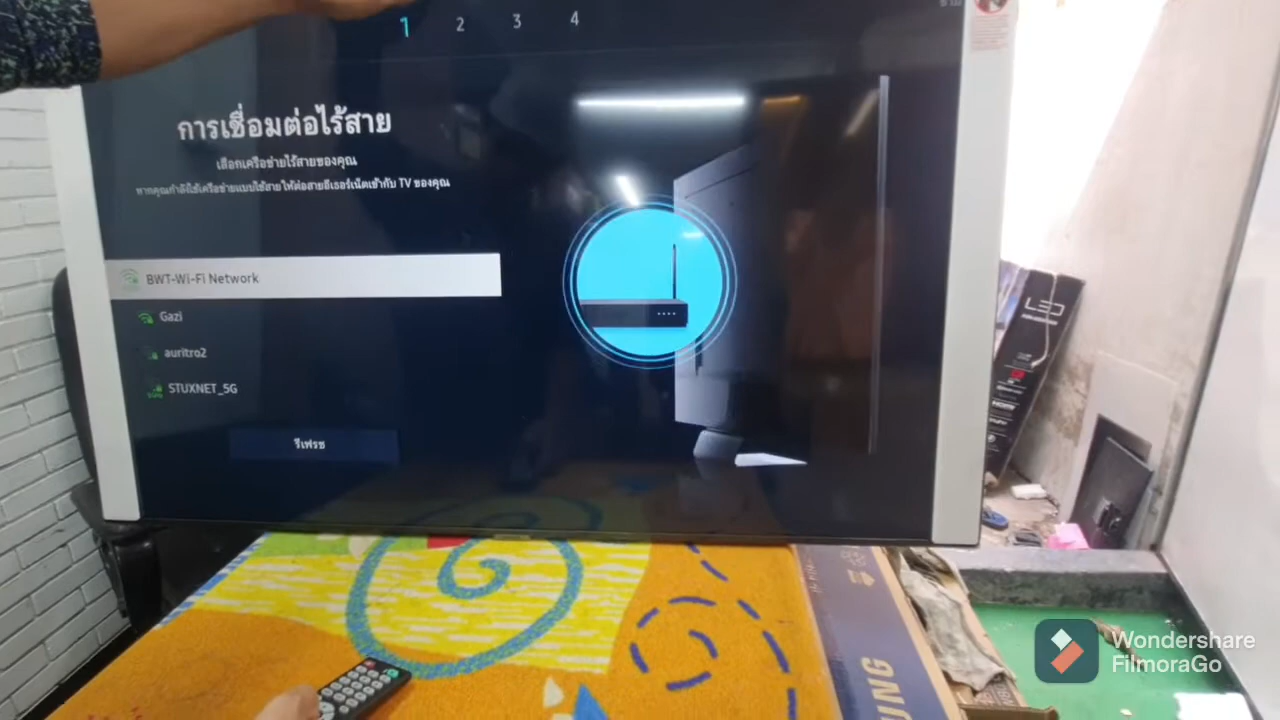 1 2 3 4
การเชื่อมต่อไร้สาย
เลือกเครือข่ายไร้สายของคุณ
หากคุณกำลังใช้เครือข่ายแบบใช้สาย ให้ต่อสายอีเธอร์เน็ตเข้ากับ TV ของคุณ
BWT-Wi-Fi Network
Gazi
auritro2
STUXNET_5G
รีเฟรช
LED
UNG
Wondershare
FilmoraGo